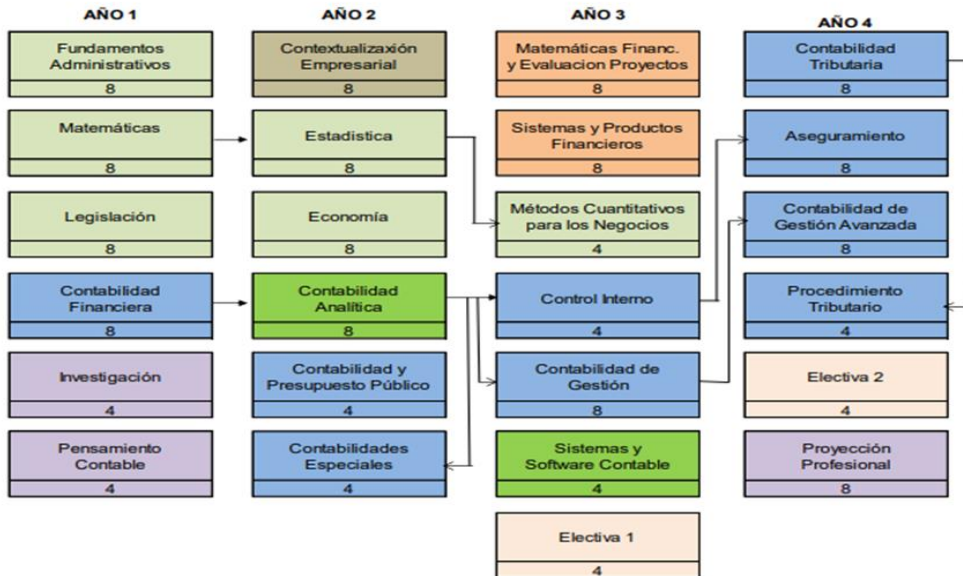 AÑO 1
Fundamentos
Administrativos
8
Matemáticas
8
Legislación
8
Contabilidad
Financiera
8
Investigación
4
Pensamiento
Contable
4
AÑO 2
Contextualizaxión
Empresarial
8
Estadistica
8
Economía
8
Contabilidad
Analítica
8
Contabilidad y
Presupuesto Público
4
Contabilidades
Especiales
4
AÑO 3
Matemáticas Financ.
y Evaluacion Proyectos
8
Sistemas y Productos
Financieros
8
Métodos Cuantitativos
para los Negocios
4
Control Interno
4
Contabilidad de
Gestión
8
Sistemas y
Software Contable
4
Electiva 1
4
AÑO 4
Contabilidad
Tributaria
8
Aseguramiento
8
Contabilidad de
Gestión Avanzada
8
Procedimiento
Tributario
4
Electiva 2
4
Proyección
Profesional
8